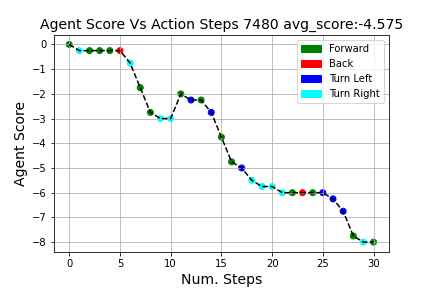 Agent Score Vs Action Steps 7480 avg_score:-4.575
Forward
Back
Turn Left
Turn Right
Agent Score
0
−1
−2
−3
−4
−5
−6
−7
−8
0 5 10 15 20 25 30
Num. Steps